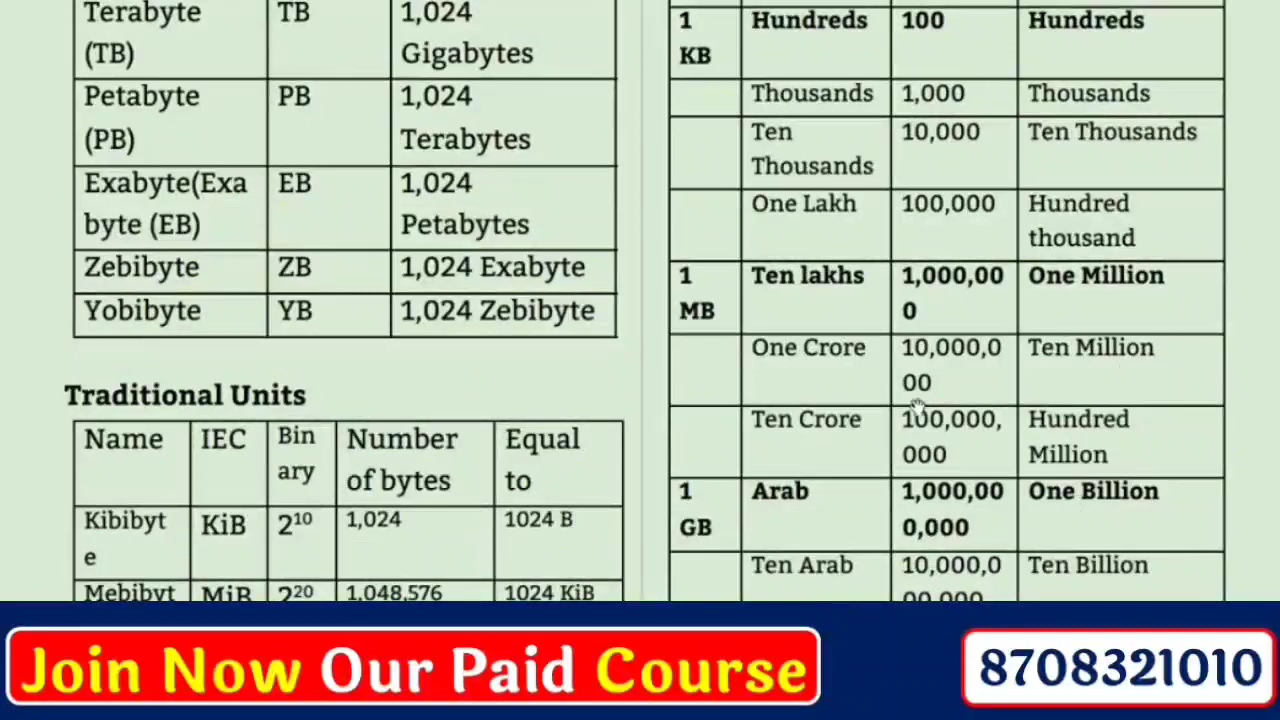 Terabyte TB 1,024
(TB) Gigabytes
Petabyte PB 1,024
(PB) Terabytes
Exabyte(Exa EB 1,024
byte (EB) Petabytes
Zebibyte ZB 1,024 Exabyte
Yobibyte YB 1,024 Zebibyte
Traditional Units
Name IEC Bin Number Equal
ary of bytes to
Kibibyt KiB 2¹⁰ 1,024 1024 B
e
Mebibyt MiB 2²⁰ 1,048,576 1024 KiB
1 Hundreds 100 Hundreds
KB
Thousands 1,000 Thousands
Ten 10,000 Ten Thousands
Thousands
One Lakh 100,000 Hundred
thousand
1 Ten lakhs 1,000,00 One Million
MB 0
One Crore 10,000,0 Ten Million
00
Ten Crore 100,000, Hundred
000 Million
1 Arab 1,000,00 One Billion
GB 0,000
Ten Arab 10,000,0 Ten Billion
00,000
Join Now Our Paid Course 8708321010